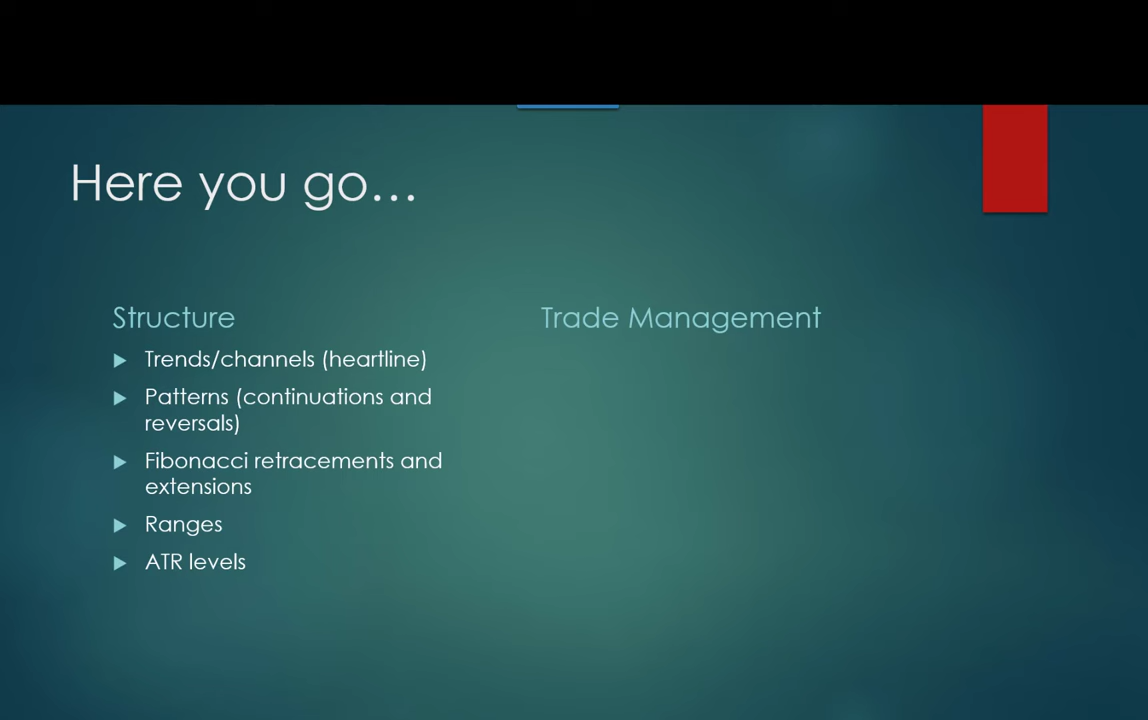 Here you go...
Structure
Trends/channels (heartline)
Patterns (continuations and
reversals)
Fibonacci retracements and
extensions
Ranges
ATR levels
Trade Management